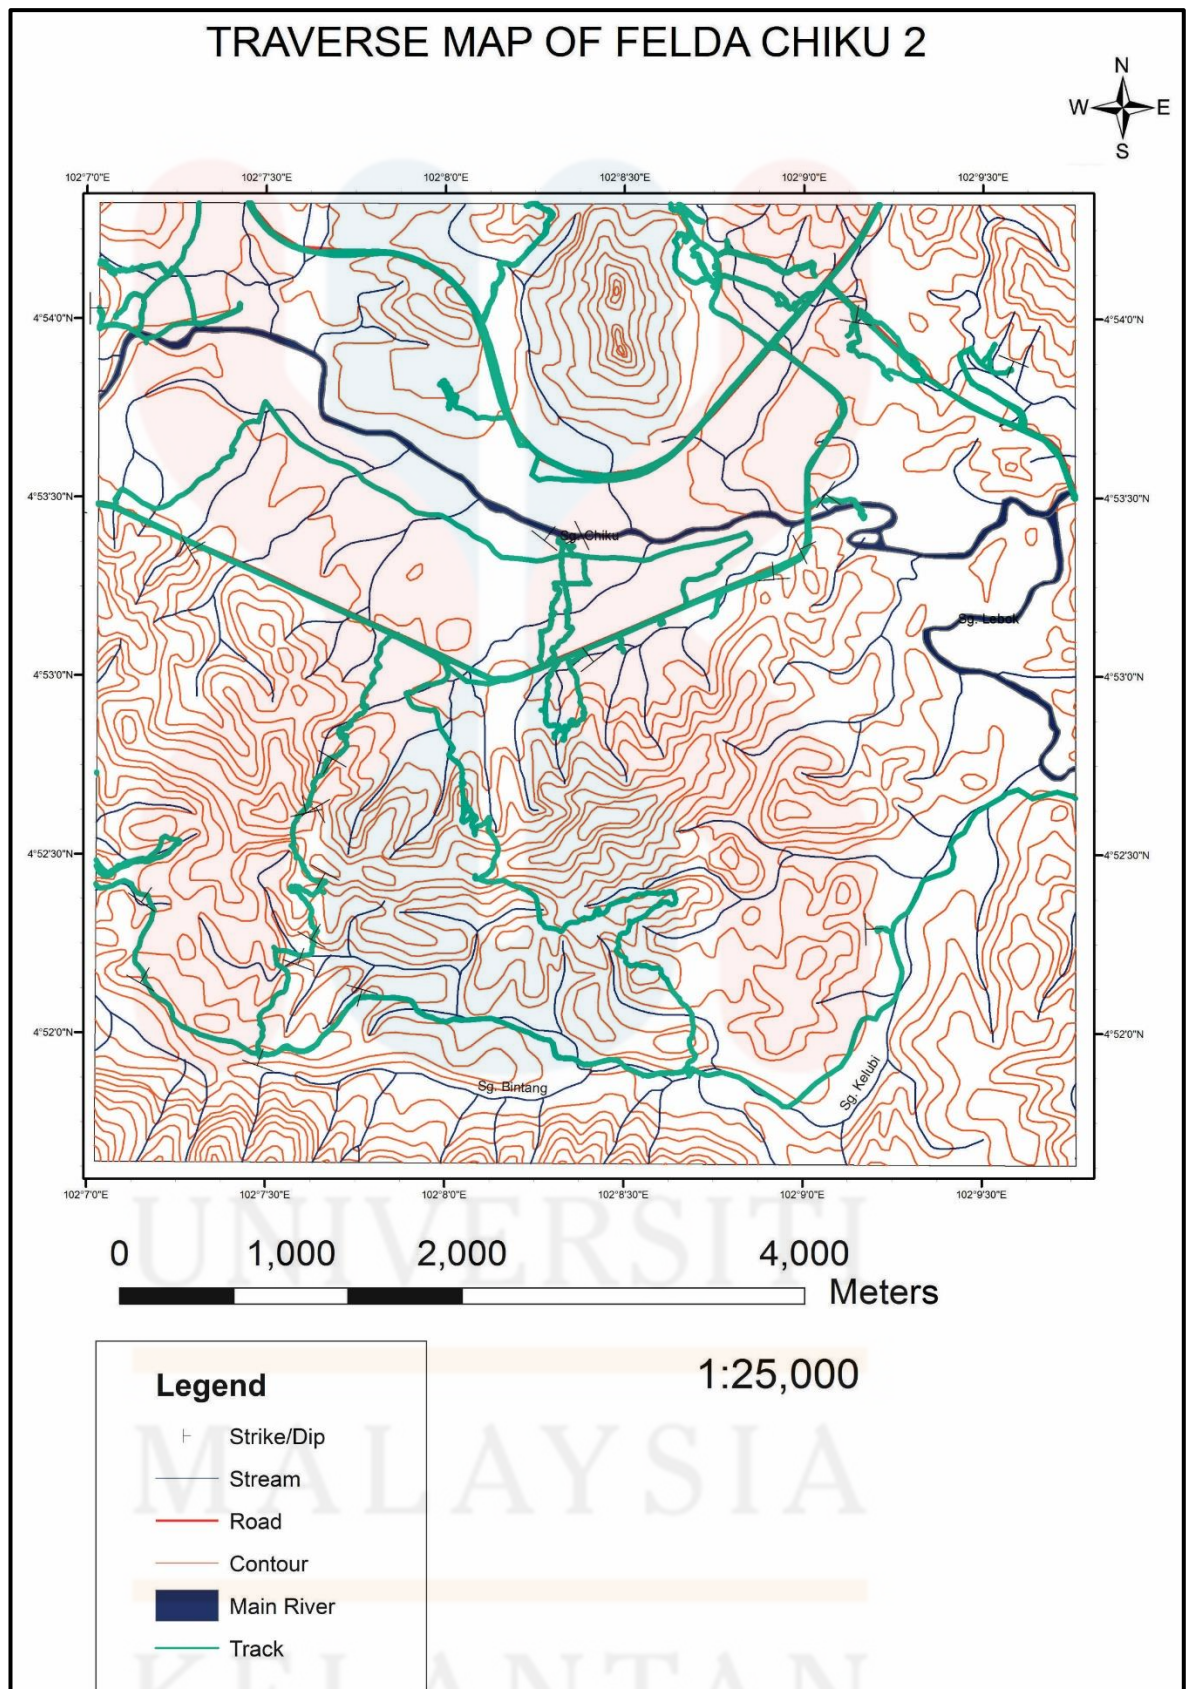 TRAVERSE MAP OF FELDA CHIKU 2
N
W E
S
102°7'0"E 102°7'30"E 102°8'0"E 102°8'30"E 102°9'0"E 102°9'30"E
4°54'0"N 4°54'0"N
4°53'30"N 4°53'30"N
Sg. Chiku
Sg. Lebok
4°53'0"N 4°53'0"N
4°52'30"N 4°52'30"N
4°52'0"N 4°52'0"N
Sg. Bintang
Sg. Kelubi
102°7'0"E 102°7'30"E 102°8'0"E 102°8'30"E 102°9'0"E 102°9'30"E
UNIVERSITI
0 1,000 2,000 4,000
Meters
1:25,000
Legend
Strike/Dip
Stream
Road
Contour
Main River
Track
MALAYSIA
KELANTAN